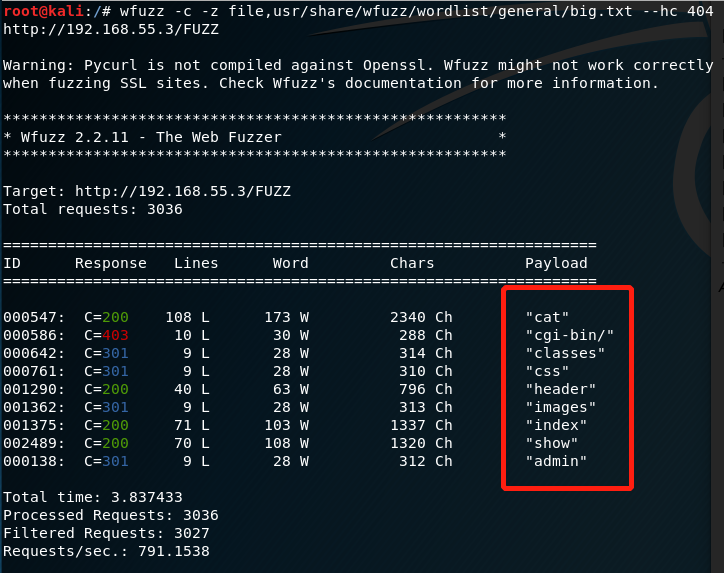 root@kali:/# wfuzz -c -z file,usr/share/wfuzz/wordlist/general/big.txt --hc 404
http://192.168.55.3/FUZZ
Warning: Pycurl is not compiled against Openssl. Wfuzz might not work correctly
when fuzzing SSL sites. Check Wfuzz's documentation for more information.
********************************************************
* Wfuzz 2.2.11 - The Web Fuzzer                        *
********************************************************
Target: http://192.168.55.3/FUZZ
Total requests: 3036
==================================================================
ID      Response   Lines      Word         Chars          Payload
==================================================================
000547:  C=200    108 L      173 W       2340 Ch        "cat"
000586:  C=403     10 L       30 W        288 Ch        "cgi-bin/"
000642:  C=301      9 L       28 W        314 Ch        "classes"
000761:  C=301      9 L       28 W        310 Ch        "css"
001290:  C=200     40 L       63 W        796 Ch        "header"
001362:  C=301      9 L       28 W        313 Ch        "images"
001375:  C=200     71 L      103 W       1337 Ch        "index"
002489:  C=200     70 L      108 W       1320 Ch        "show"
000138:  C=301      9 L       28 W        312 Ch        "admin"
Total time: 3.837433
Processed Requests: 3036
Filtered Requests: 3027
Requests/sec.: 791.1538